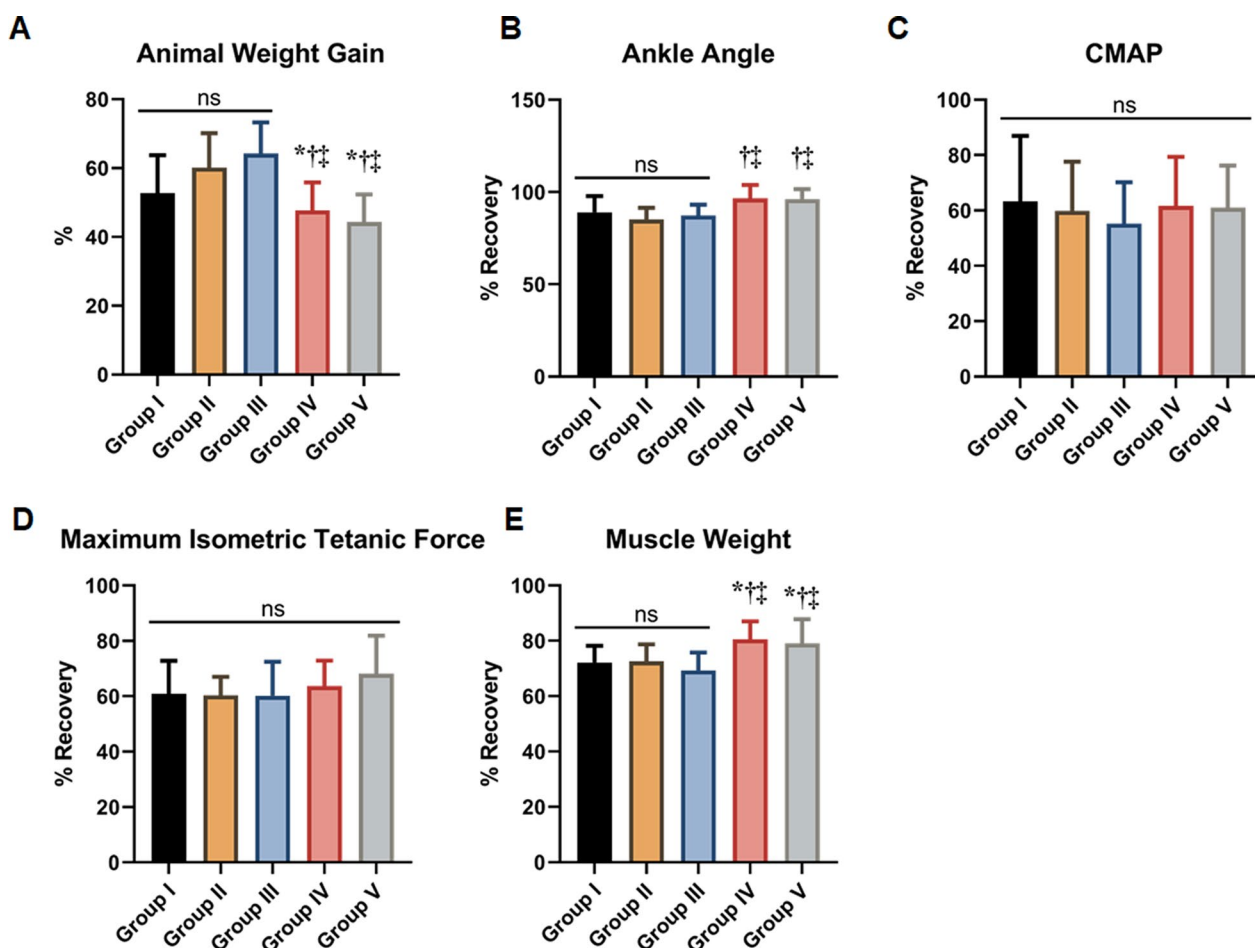 A
Animal Weight Gain
%
80
60
40
20
0
ns
*†‡
*†‡
Group I
Group II
Group III
Group IV
Group V
B
Ankle Angle
% Recovery
150
100
50
0
ns
†‡
†‡
Group I
Group II
Group III
Group IV
Group V
C
CMAP
% Recovery
100
80
60
40
20
0
ns
Group I
Group II
Group III
Group IV
Group V
D
Maximum Isometric Tetanic Force
% Recovery
100
80
60
40
20
0
ns
Group I
Group II
Group III
Group IV
Group V
E
Muscle Weight
% Recovery
100
80
60
40
20
0
ns
*†‡
*†‡
Group I
Group II
Group III
Group IV
Group V